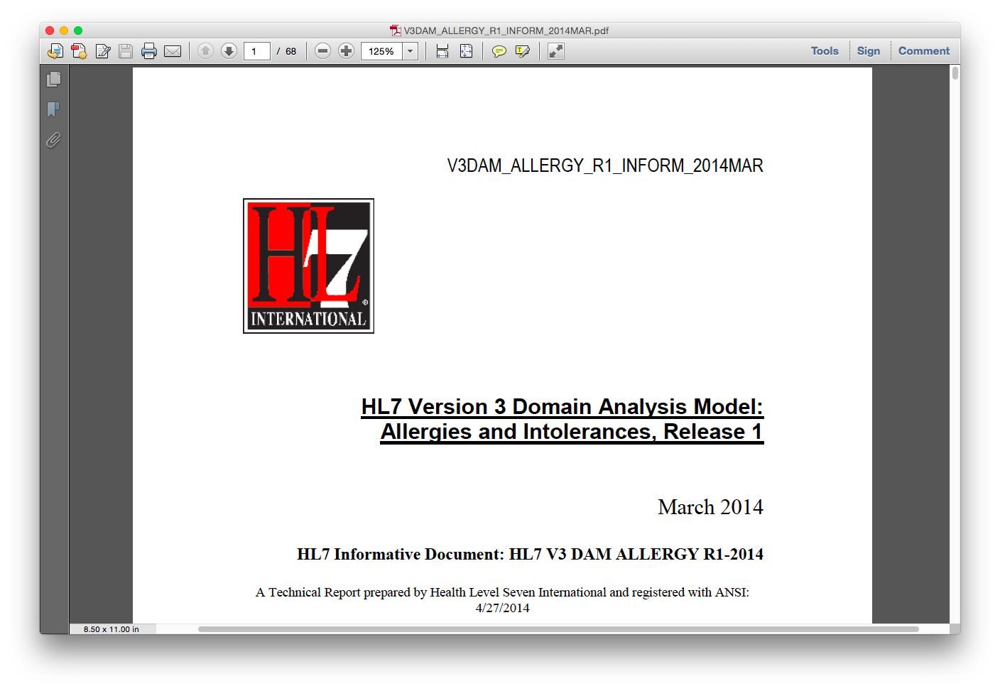 V3DAM_ALLERGY_R1_INFORM_2014MAR.pdf
1 / 68
125%
Tools
Sign
Comment
V3DAM_ALLERGY_R1_INFORM_2014MAR
HL7
®
INTERNATIONAL
HL7 Version 3 Domain Analysis Model:
Allergies and Intolerances, Release 1
March 2014
HL7 Informative Document: HL7 V3 DAM ALLERGY R1-2014
A Technical Report prepared by Health Level Seven International and registered with ANSI:
4/27/2014
8.50 x 11.00 in